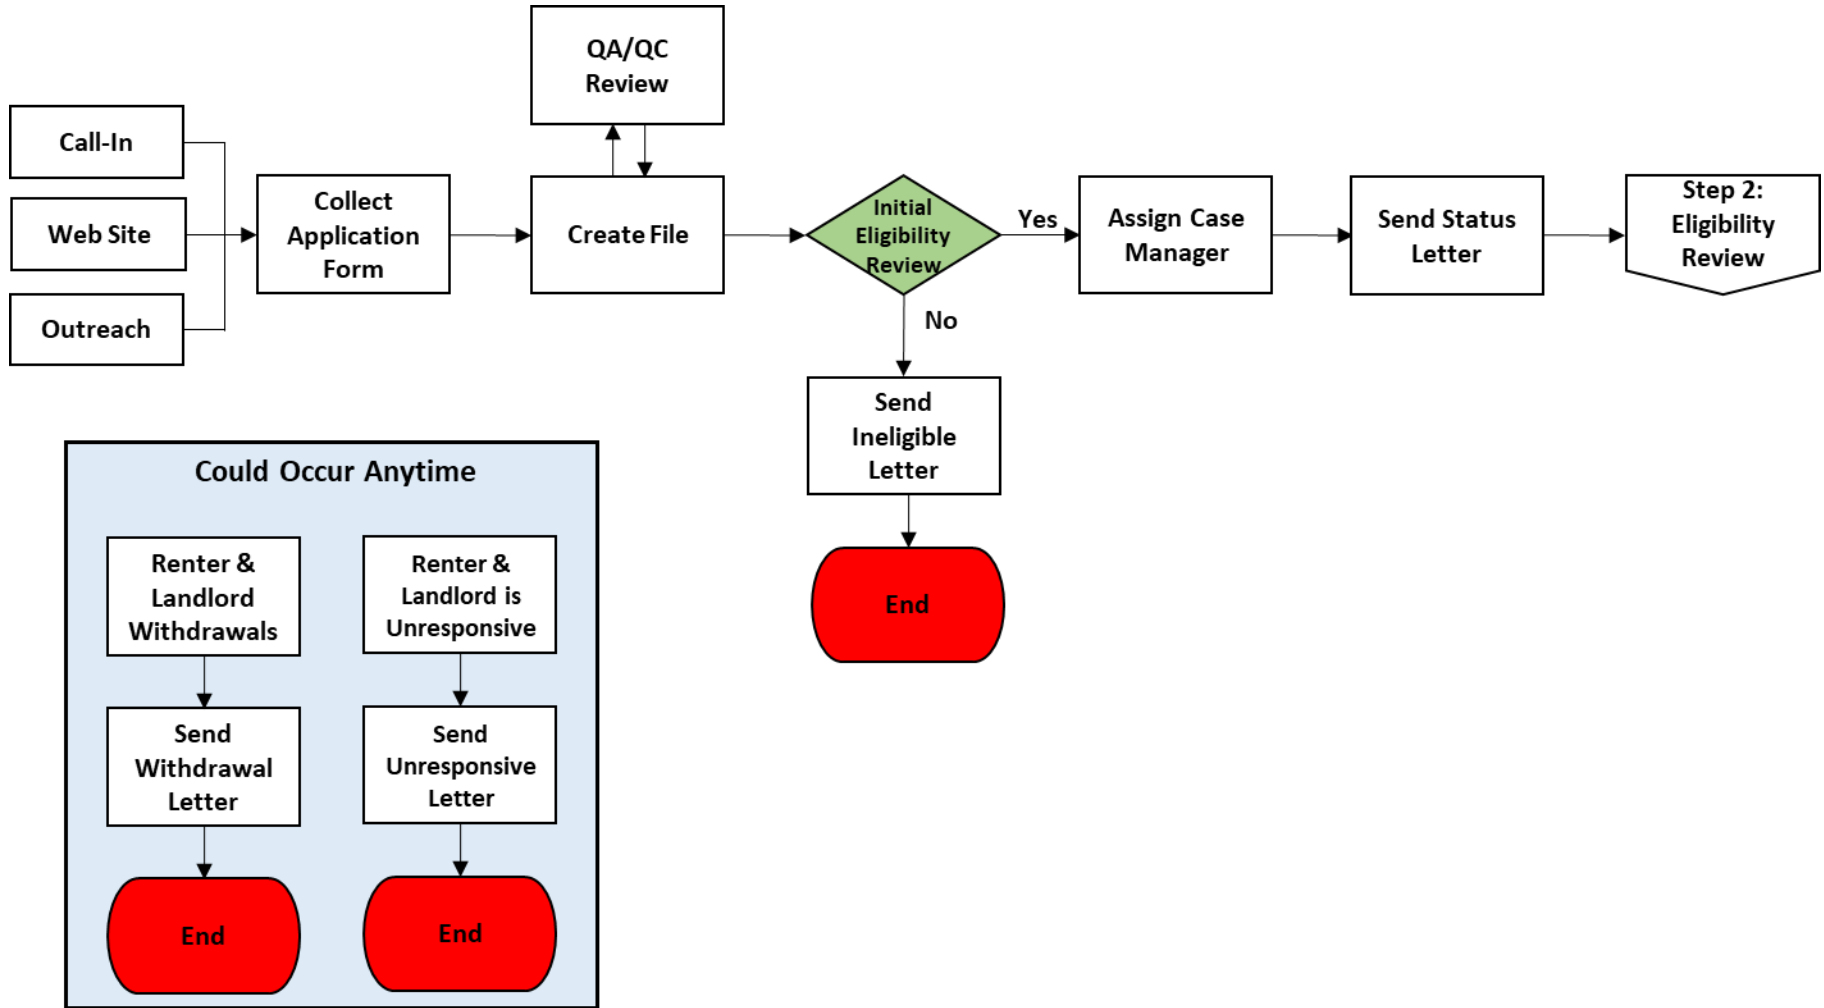 QA/QC
Review
Call-In
Web Site
Outreach
Collect
Application
Form
Create File
Initial
Eligibility
Review
Yes
No
Assign Case
Manager
Send Status
Letter
Step 2:
Eligibility
Review
Send
Ineligible
Letter
End
Could Occur Anytime
Renter &
Landlord
Withdrawals
Send
Withdrawal
Letter
End
Renter &
Landlord is
Unresponsive
Send
Unresponsive
Letter
End